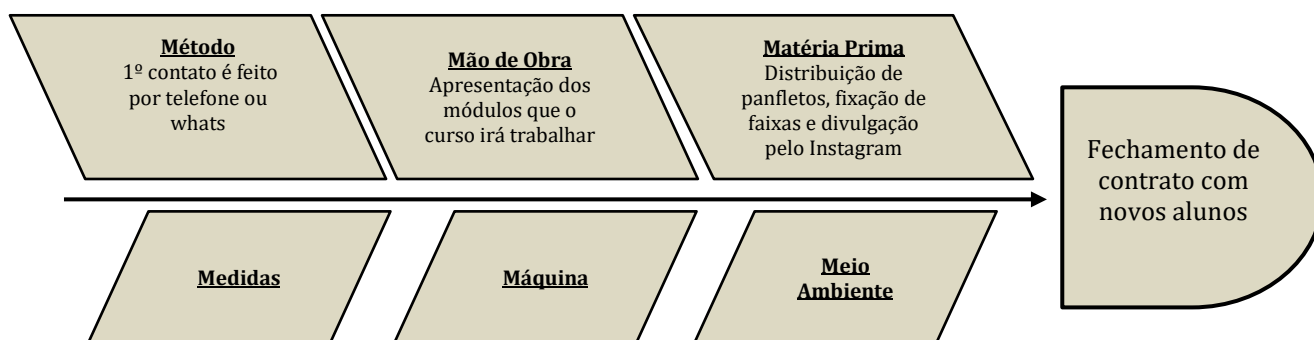 Método
1º contato é feito
por telefone ou
whats
Mão de Obra
Apresentação dos
módulos que o
curso irá trabalhar
Matéria Prima
Distribuição de
panfletos, fixação de
faixas e divulgação
pelo Instagram
Fechamento de
contrato com
novos alunos
Medidas
Máquina
Meio
Ambiente